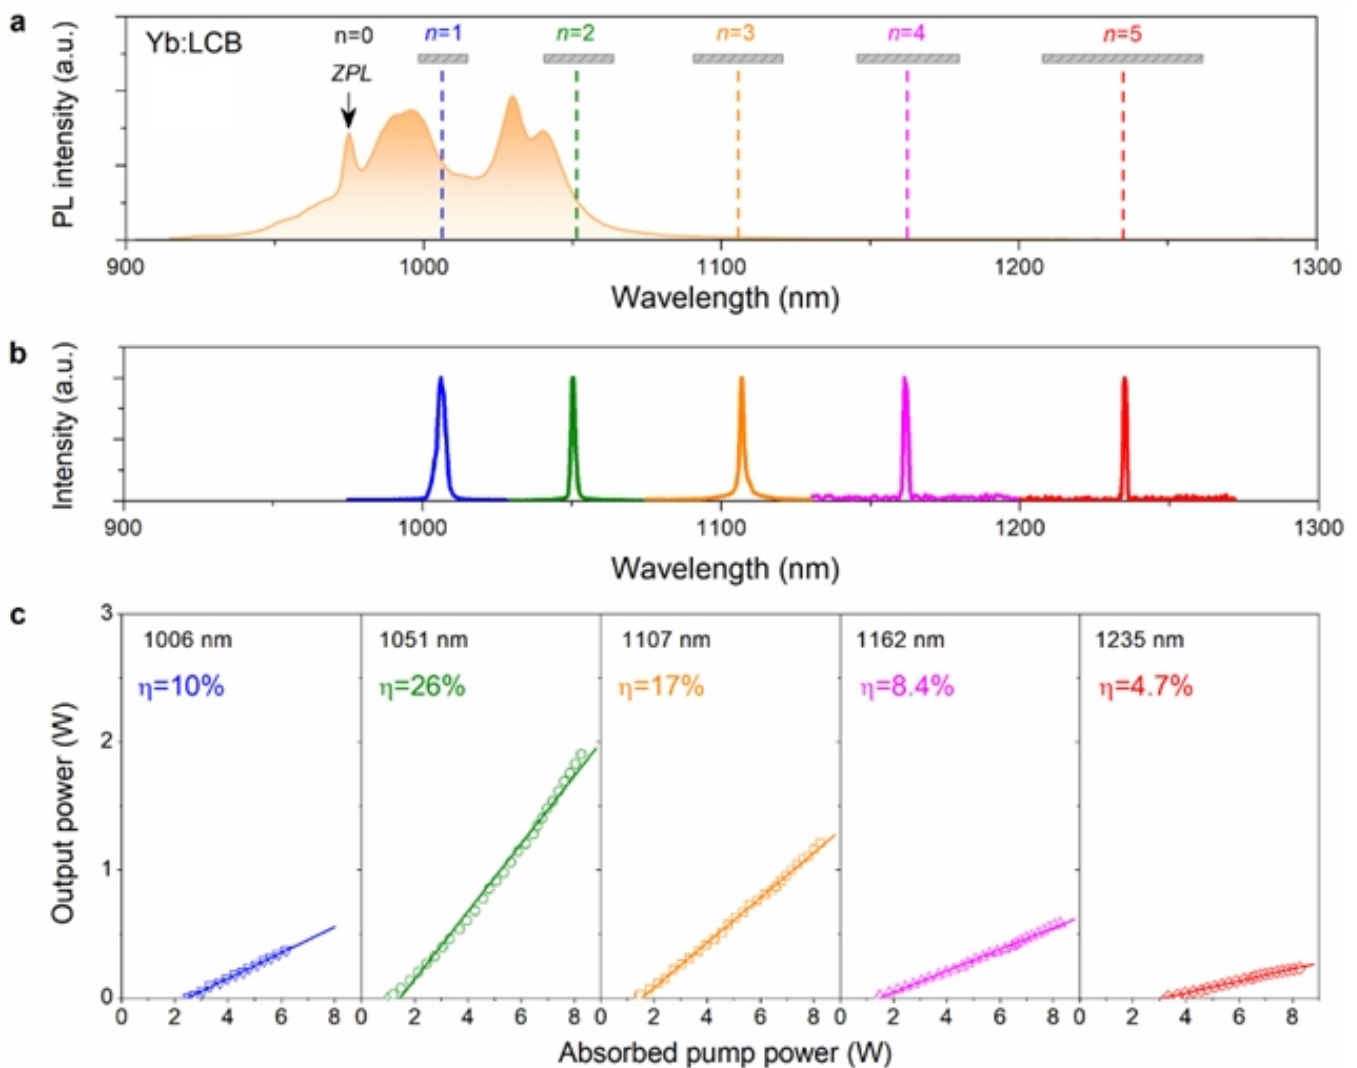 a
Yb:LCB
n=0
n=1
n=2
n=3
n=4
n=5
ZPL
PL intensity (a.u.)
900 1000 1100 1200 1300
Wavelength (nm)
b
Intensity (a.u.)
900 1000 1100 1200 1300
Wavelength (nm)
c
3
2
1
0
Output power (W)
1006 nm
η=10%
1051 nm
η=26%
1107 nm
η=17%
1162 nm
η=8.4%
1235 nm
η=4.7%
0 2 4 6 8 0 2 4 6 8 0 2 4 6 8 0 2 4 6 8 0 2 4 6 8
Absorbed pump power (W)